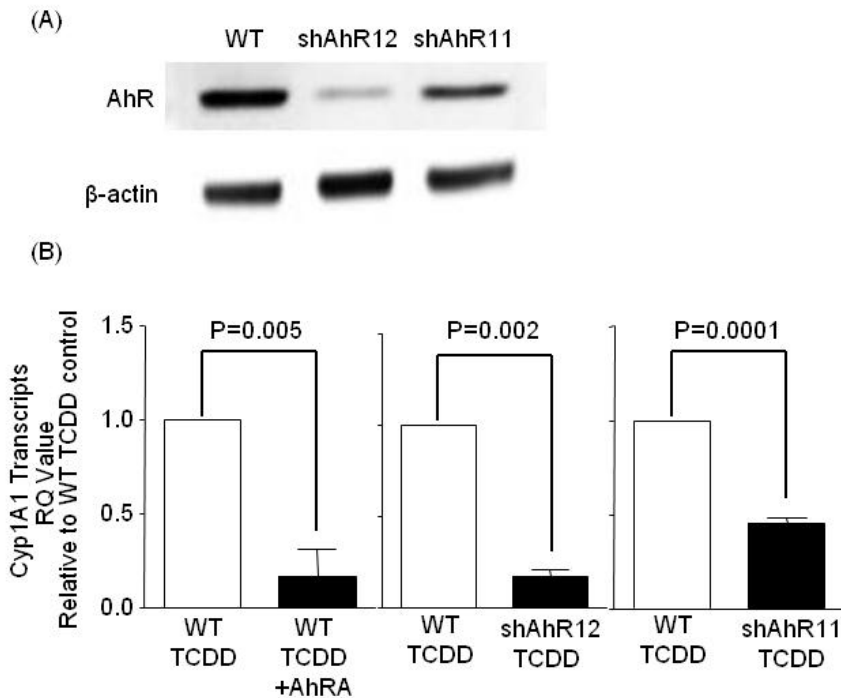 (A)
WT shAhR12 shAhR11
AhR
β-actin
(B)
Cyp1A1 Transcripts
RQ Value
Relative to WT TCDD control
1.5
1.0
0.5
0.0
P=0.005
P=0.002
P=0.0001
WT
TCDD
WT
TCDD
+AhRA
WT
TCDD
shAhR12
TCDD
WT
TCDD
shAhR11
TCDD